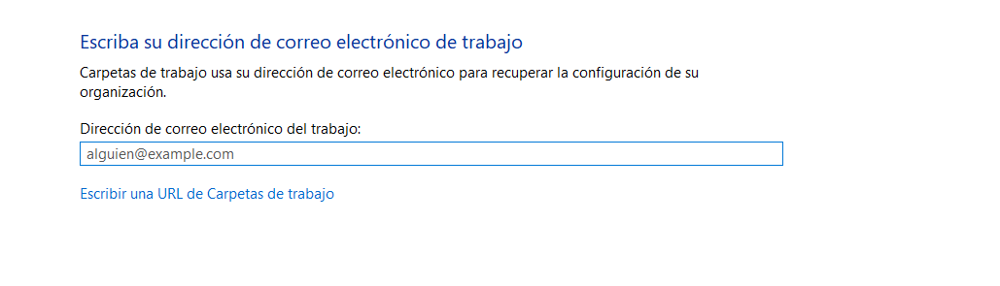 Escriba su dirección de correo electrónico de trabajo
Carpetas de trabajo usa su dirección de correo electrónico para recuperar la configuración de su
organización.
Dirección de correo electrónico del trabajo:
alguien@example.com
Escribir una URL de Carpetas de trabajo